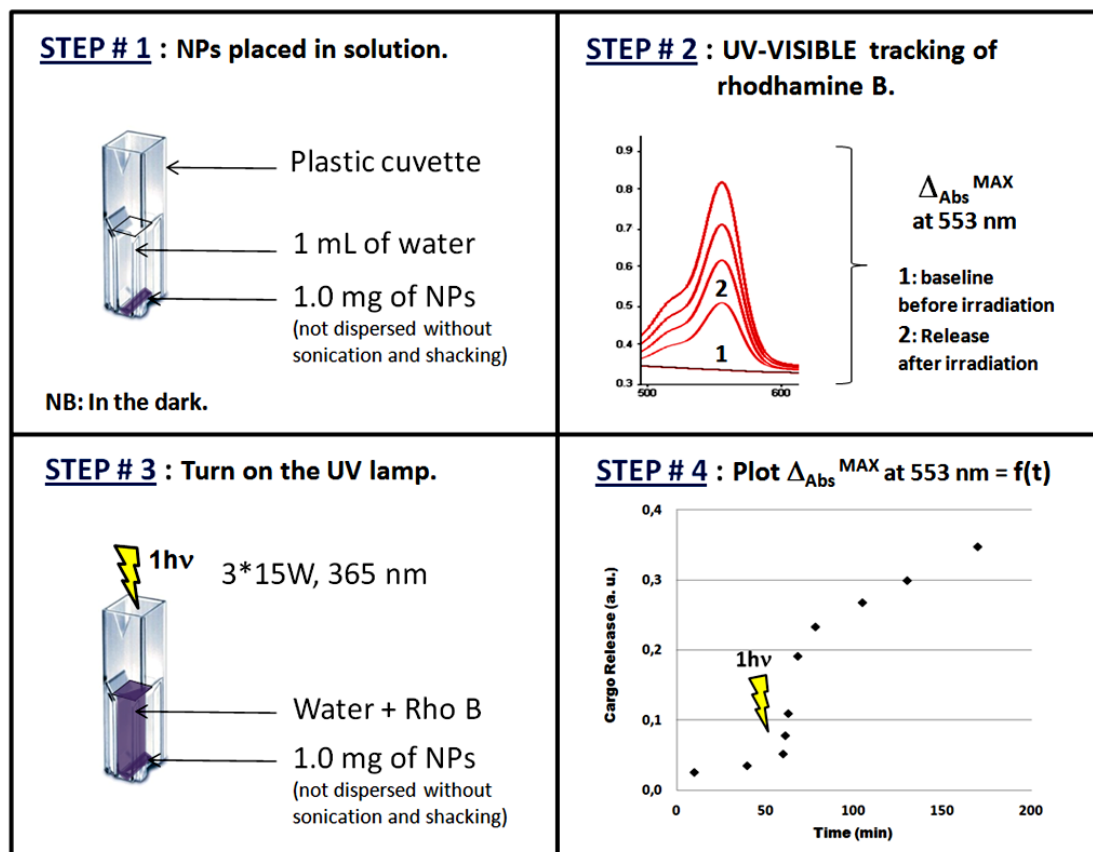 STEP # 1 : NPs placed in solution.
Plastic cuvette
1 mL of water
1.0 mg of NPs
(not dispersed without
sonication and shacking)
NB: In the dark.
STEP # 2 : UV-VISIBLE tracking of
rhodhamine B.
0.9
0.8
0.7
0.6
0.5
0.4
0.3
500
600
2
1
ΔAbs MAX
at 553 nm
1: baseline
before irradiation
2: Release
after irradiation
STEP # 3 : Turn on the UV lamp.
1hν
3*15W, 365 nm
Water + Rho B
1.0 mg of NPs
(not dispersed without
sonication and shacking)
STEP # 4 : Plot ΔAbs MAX at 553 nm = f(t)
Cargo Release (a. u.)
0,4
0,3
0,2
0,1
0,0
1hν
0
50
100
150
200
Time (min)